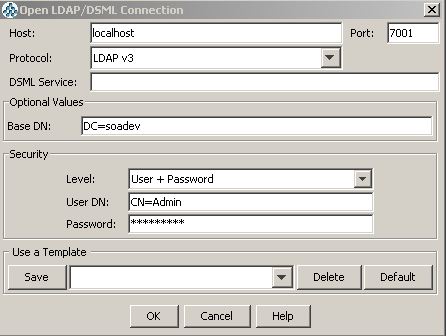 Open LDAP/DSML Connection
Host: localhost Port: 7001
Protocol: LDAP v3
DSML Service:
Optional Values
Base DN: DC=soadev
Security
Level: User + Password
User DN: CN=Admin
Password: *********
Use a Template
Save Delete Default
OK Cancel Help